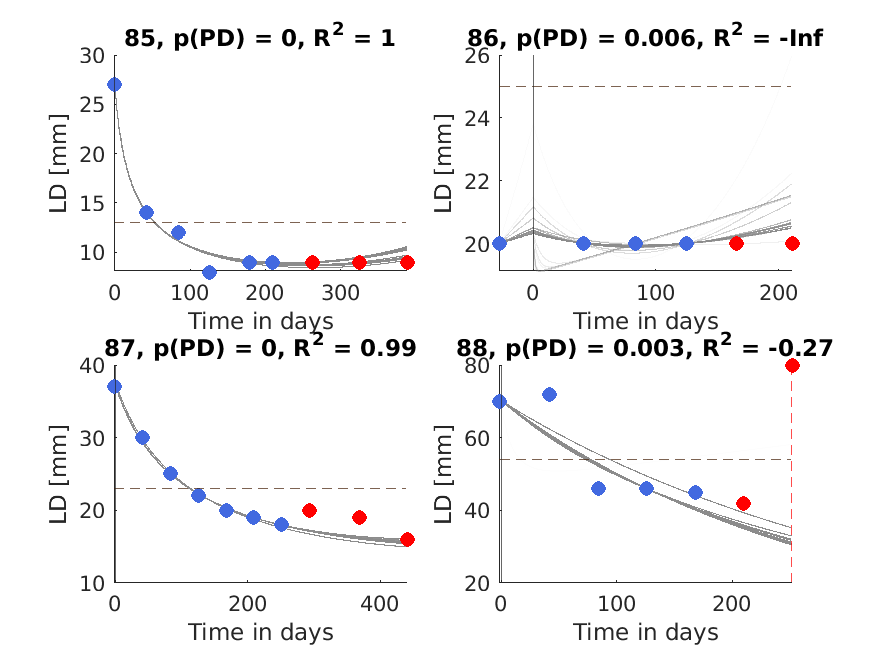 85, p(PD) = 0, R² = 1
30
25
20
15
10
LD [mm]
0 100 200 300
Time in days
86, p(PD) = 0.006, R² = -Inf
26
24
22
20
LD [mm]
0 100 200
Time in days
87, p(PD) = 0, R² = 0.99
40
30
20
10
LD [mm]
0 200 400
Time in days
88, p(PD) = 0.003, R² = -0.27
80
60
40
20
LD [mm]
0 100 200
Time in days